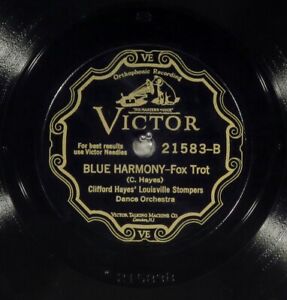 VE
Orthophonic Recording
"HIS MASTER'S VOICE"
VICTOR
For best results
use Victor Needles
21583-B
BLUE HARMONY-Fox Trot
(C. Hayes)
Clifford Hayes' Louisville Stompers
Dance Orchestra
VICTOR TALKING MACHINE CO.
Camden, N.J.
VE